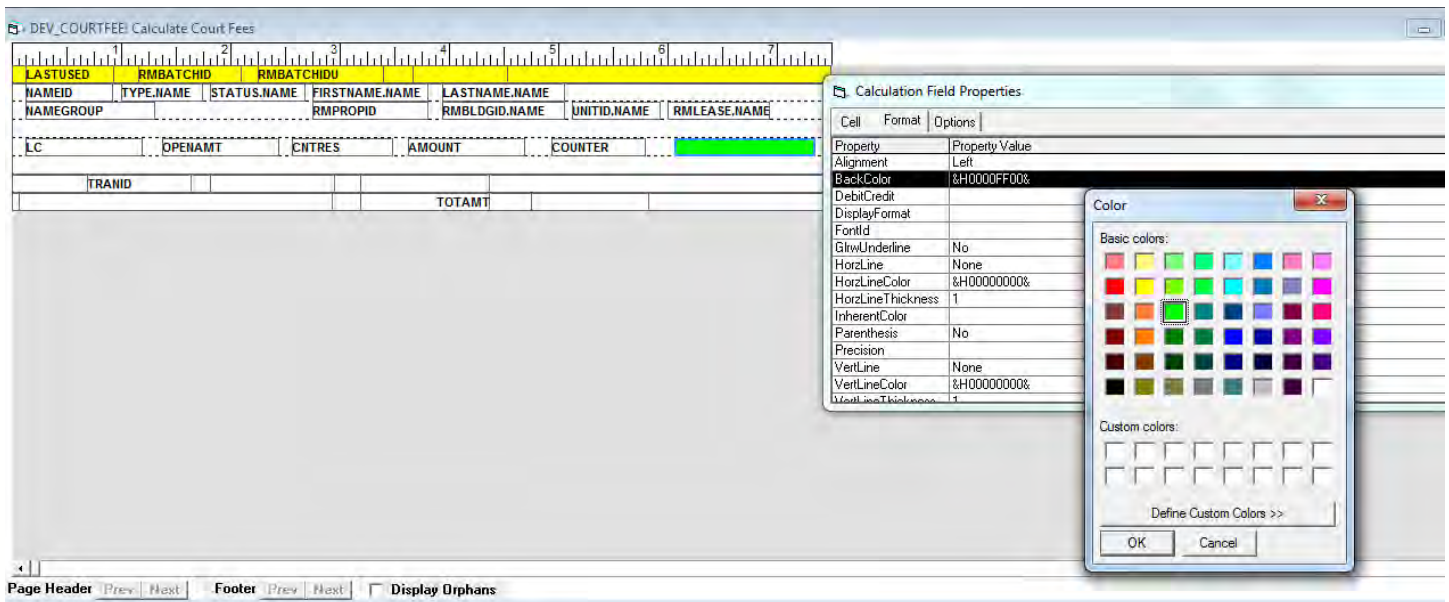 DEV_COURTFEE: Calculate Court Fees
1 2 3 4 5 6 7
LASTUSED RMBATCHID RMBATCHIDU
NAMEID TYPE.NAME STATUS.NAME FIRSTNAME.NAME LASTNAME.NAME
NAMEGROUP RMPROPID RMBLDGID.NAME UNITID.NAME RMLEASE.NAME
LC OPENAMT CNTRES AMOUNT COUNTER
TRANID
TOTAMT
Calculation Field Properties
Cell Format Options
Property Property Value
Alignment Left
BackColor &H0000FF00&
DebitCredit
DisplayFormat
FontId
GlrwUnderline No
HorzLine None
HorzLineColor &H00000000&
HorzLineThickness 1
InherentColor
Parenthesis No
Precision
VertLine None
VertLineColor &H00000000&
VertLineThickness 1
Color
Basic colors:
Custom colors:
Define Custom Colors >>
OK Cancel
Page Header Prev Next Footer Prev Next Display Orphans